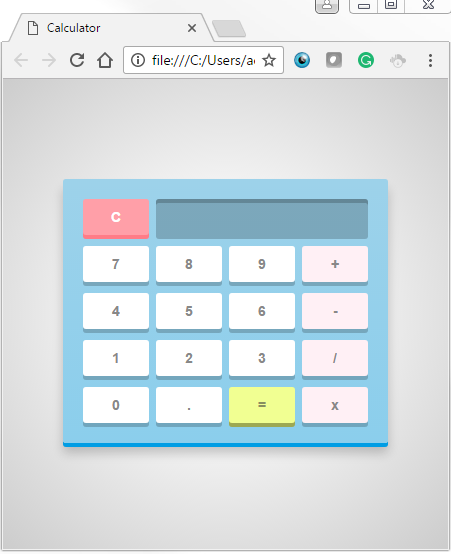 Calculator
file:///C:/Users/a
C
7 8 9 +
4 5 6 -
1 2 3 /
0 . = x